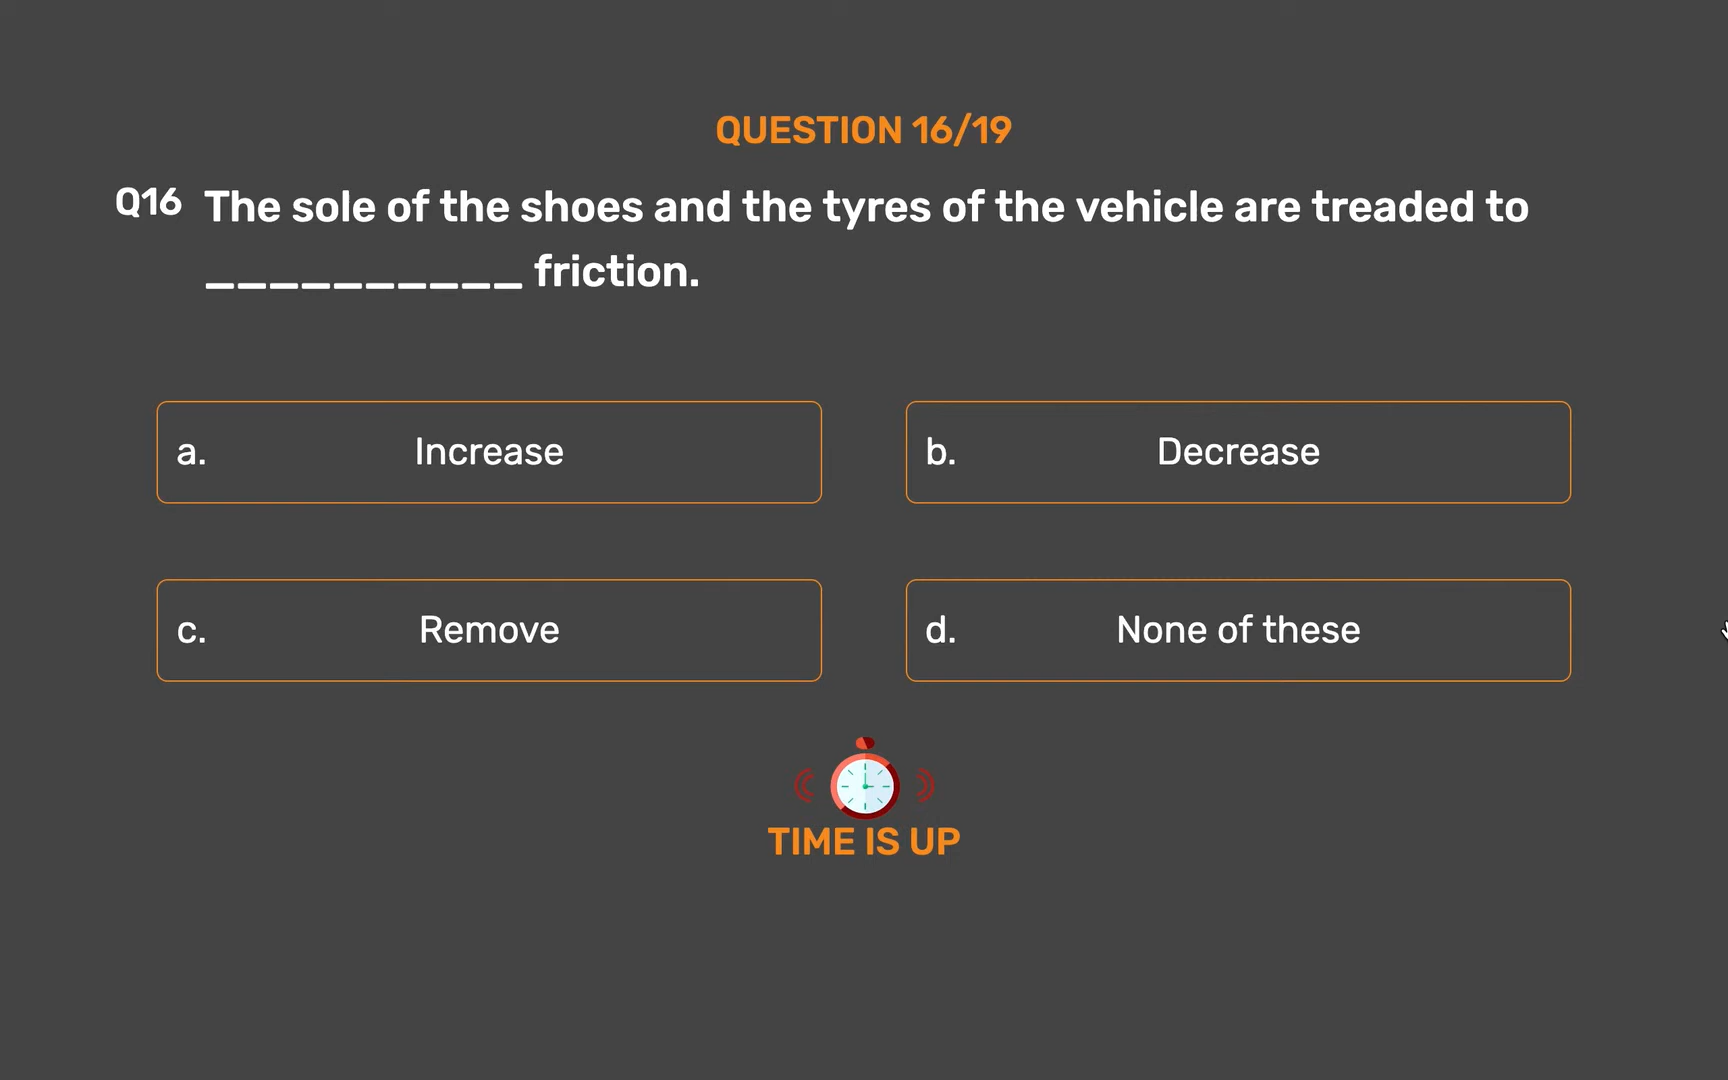 QUESTION 16/19
Q16 The sole of the shoes and the tyres of the vehicle are treaded to
__________ friction.
a. Increase
b. Decrease
c. Remove
d. None of these
TIME IS UP